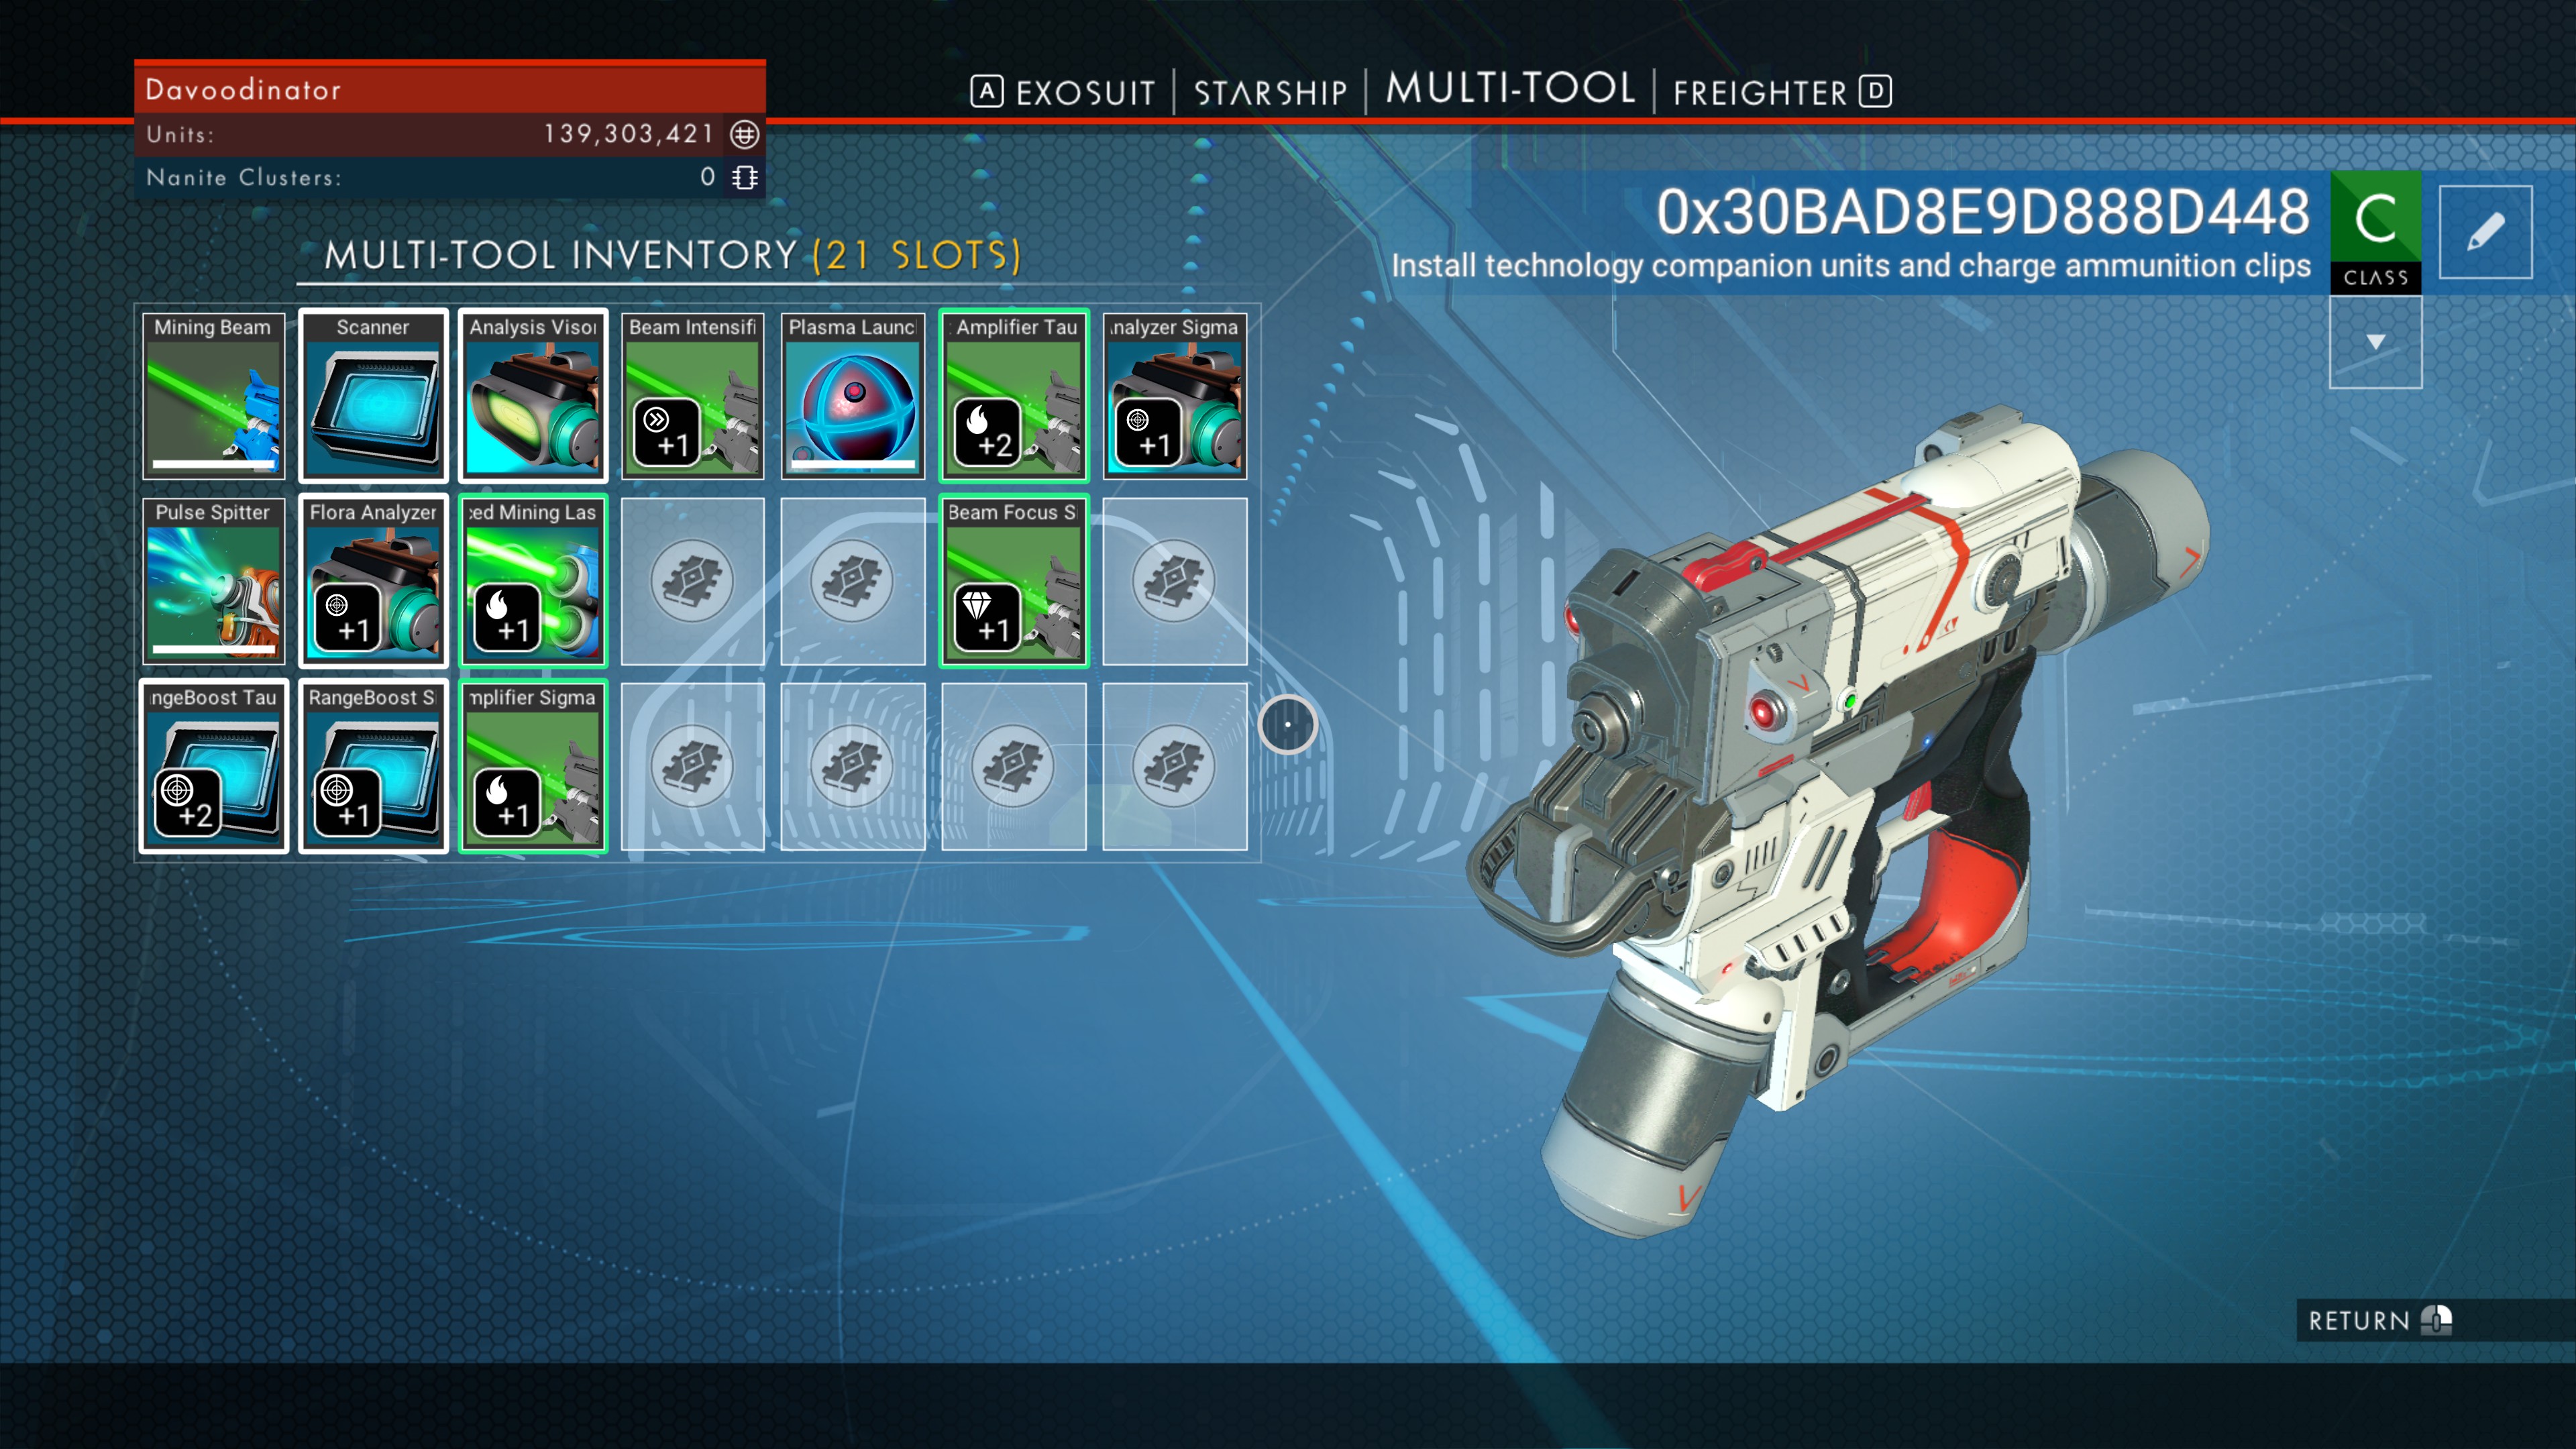 Davoodinator
Units: 139,303,421
Nanite Clusters: 0
A EXOSUIT STARSHIP MULTI-TOOL FREIGHTER D
0x30BAD8E9D888D448
Install technology companion units and charge ammunition clips
C
CLASS
MULTI-TOOL INVENTORY (21 SLOTS)
Mining Beam Scanner Analysis Visor Beam Intensifi Plasma Launc Amplifier Tau nalyzer Sigma
+1 +2 +1
Pulse Spitter Flora Analyzer ced Mining Las Beam Focus S
+1 +1 +1
ngeBoost Tau RangeBoost S mplifier Sigma
+2 +1 +1
RETURN